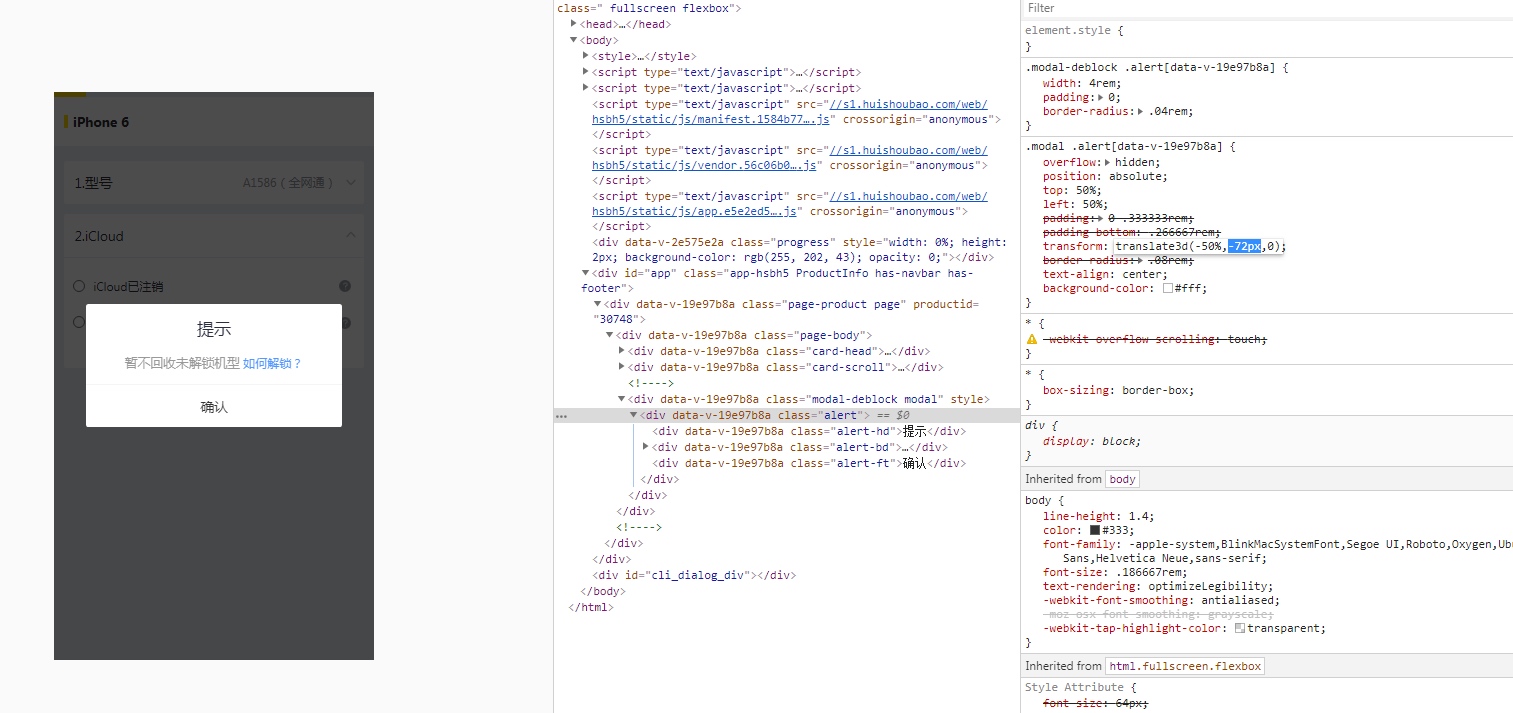 iPhone 6
1.型号 A1586（全网通）
2.iCloud
iCloud已注销
提示
暂不回收未解锁机型 如何解锁？
确认
class=" fullscreen flexbox">
<head>…</head>
<body>
<style>…</style>
<script type="text/javascript">…</script>
<script type="text/javascript">…</script>
<script type="text/javascript" src="//s1.huishoubao.com/web/
hsbh5/static/js/manifest.1584b77….js" crossorigin="anonymous">
</script>
<script type="text/javascript" src="//s1.huishoubao.com/web/
hsbh5/static/js/vendor.56c06b0….js" crossorigin="anonymous">
</script>
<script type="text/javascript" src="//s1.huishoubao.com/web/
hsbh5/static/js/app.e5e2ed5….js" crossorigin="anonymous">
</script>
<div data-v-2e575e2a class="progress" style="width: 0%; height:
2px; background-color: rgb(255, 202, 43); opacity: 0;"></div>
<div id="app" class="app-hsbh5 ProductInfo has-navbar has-
footer">
<div data-v-19e97b8a class="page-product page" productid=
"30748">
<div data-v-19e97b8a class="page-body">
<div data-v-19e97b8a class="card-head">…</div>
<div data-v-19e97b8a class="card-scroll">…</div>
<!---->
<div data-v-19e97b8a class="modal-deblock modal" style>
… <div data-v-19e97b8a class="alert"> == $0
<div data-v-19e97b8a class="alert-hd">提示</div>
<div data-v-19e97b8a class="alert-bd">…</div>
<div data-v-19e97b8a class="alert-ft">确认</div>
</div>
</div>
</div>
<!---->
</div>
</div>
<div id="cli_dialog_div"></div>
</body>
</html>
Filter
element.style {
}
.modal-deblock .alert[data-v-19e97b8a] {
width: 4rem;
padding: 0;
border-radius: .04rem;
}
.modal .alert[data-v-19e97b8a] {
overflow: hidden;
position: absolute;
top: 50%;
left: 50%;
padding: 0 .333333rem;
padding-bottom: .266667rem;
transform: translate3d(-50%,-72px,0);
border-radius: .08rem;
text-align: center;
background-color: #fff;
}
* {
-webkit-overflow-scrolling: touch;
}
* {
box-sizing: border-box;
}
div {
display: block;
}
Inherited from body
body {
line-height: 1.4;
color: #333;
font-family: -apple-system,BlinkMacSystemFont,Segoe UI,Roboto,Oxygen,Ubu
Sans,Helvetica Neue,sans-serif;
font-size: .186667rem;
text-rendering: optimizeLegibility;
-webkit-font-smoothing: antialiased;
-moz-osx-font-smoothing: grayscale;
-webkit-tap-highlight-color: transparent;
}
Inherited from html.fullscreen.flexbox
Style Attribute {
font-size: 64px;